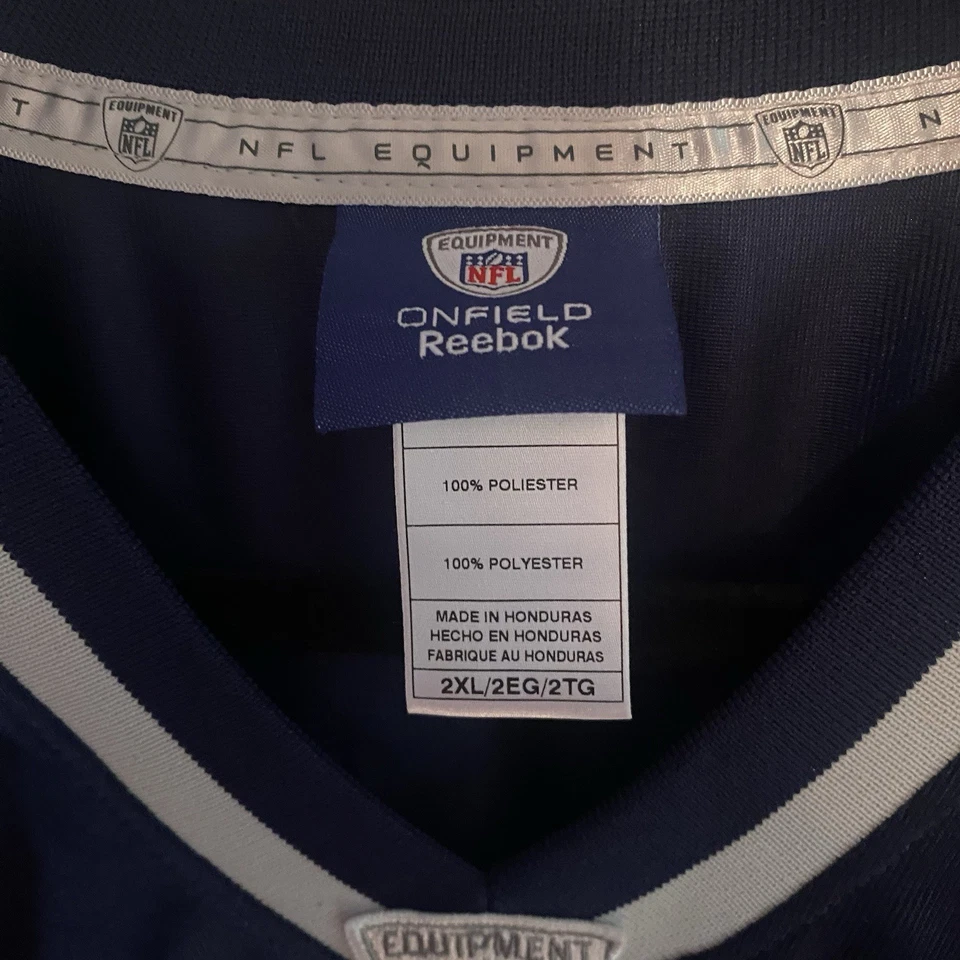 T EQUIPMENT NFL NFL EQUIPMENT EQUIPMENT NFL N
EQUIPMENT
NFL
ONFIELD
Reebok
100% POLIESTER
100% POLYESTER
MADE IN HONDURAS
HECHO EN HONDURAS
FABRIQUE AU HONDURAS
2XL/2EG/2TG
EQUIPMENT